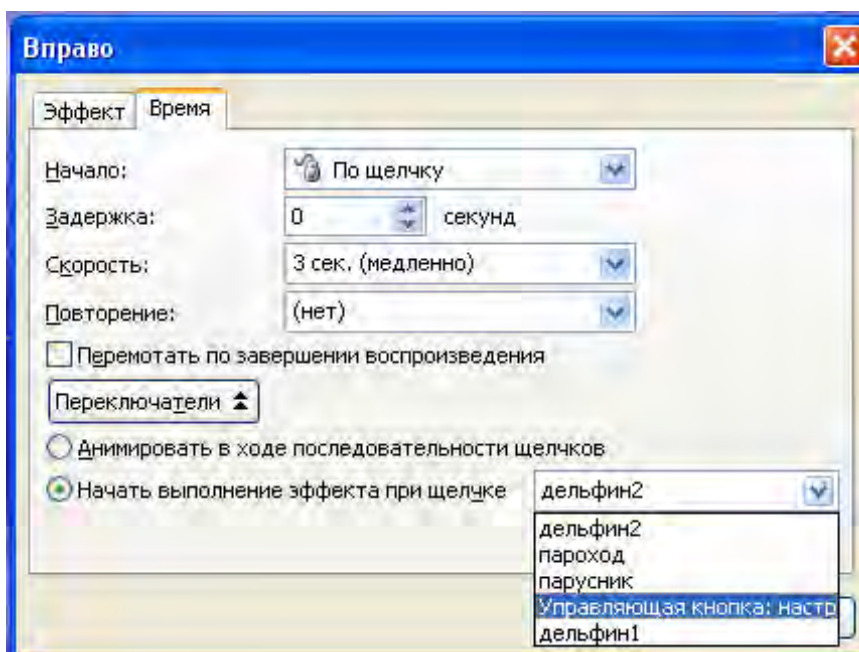 Вправо
Эффект Время
Начало: По щелчку
Задержка: 0 секунд
Скорость: 3 сек. (медленно)
Повторение: (нет)
Перемотать по завершении воспроизведения
Переключатели
Анимировать в ходе последовательности щелчков
Начать выполнение эффекта при щелчке дельфин2
дельфин2
пароход
парусник
Управляющая кнопка: настр
дельфин1